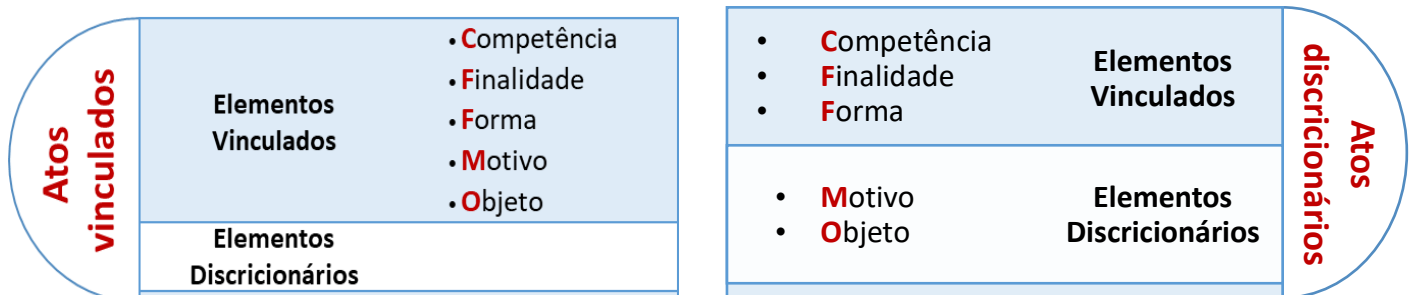 Atos
vinculados
Elementos
Vinculados
• Competência
• Finalidade
• Forma
• Motivo
• Objeto
Elementos
Discricionários
• Competência
• Finalidade
• Forma
Elementos
Vinculados
• Motivo
• Objeto
Elementos
Discricionários
Atos
discricionários